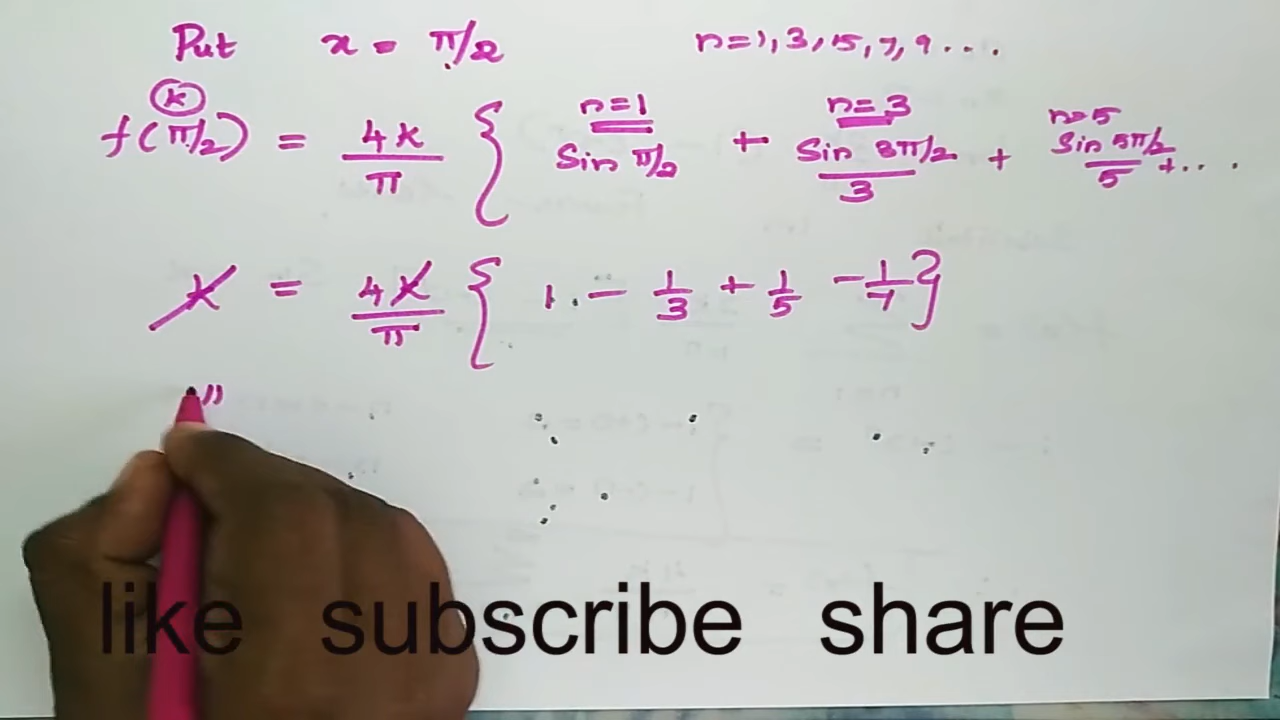 Put x = π/2 n=1, 3, 15, 7, 9 ...
(k) n=1 n=3 n=5
f(π/2) = 4k/π { Sin π/2 + Sin 3π/2 / 3 + Sin 5π/2 / 5 + ...
k = 4k/π { 1 - 1/3 + 1/5 - 1/7 }
like subscribe share